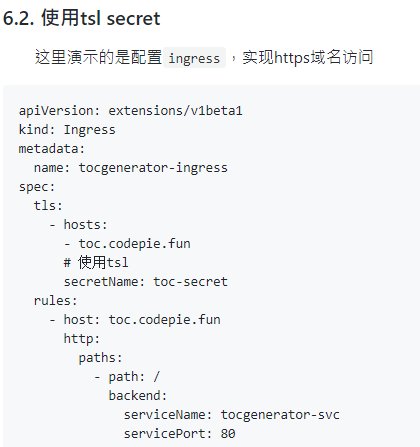 6.2. 使用tsl secret
这里演示的是配置 ingress，实现https域名访问
apiVersion: extensions/v1beta1
kind: Ingress
metadata:
  name: tocgenerator-ingress
spec:
  tls:
    - hosts:
      - toc.codepie.fun
      # 使用tsl
      secretName: toc-secret
  rules:
    - host: toc.codepie.fun
      http:
        paths:
          - path: /
            backend:
              serviceName: tocgenerator-svc
              servicePort: 80